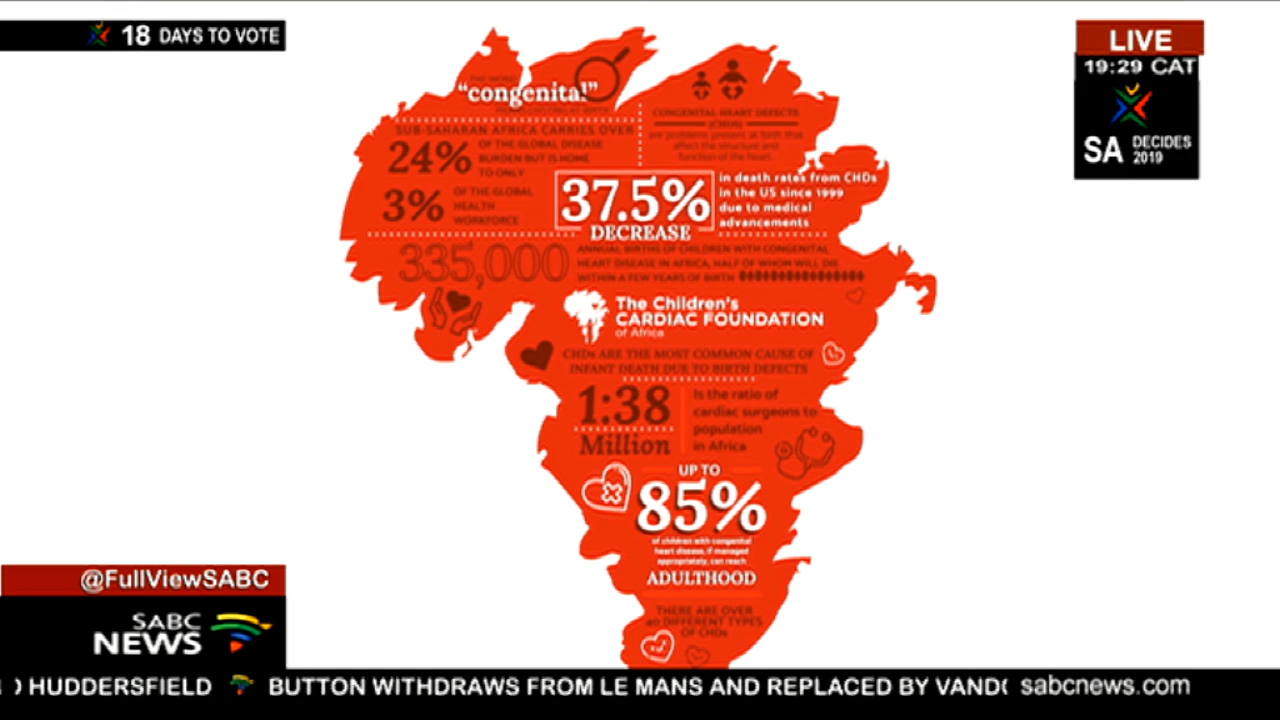 18 DAYS TO VOTE
LIVE
19:29 CAT
SA DECIDES
2019
THE WORD
"congenital"
SUB-SAHARAN AFRICA CARRIES OVER
24% OF THE GLOBAL DISEASE
BURDEN BUT IS HOME
TO ONLY
3% OF THE GLOBAL
HEALTH
WORKFORCE
CONGENITAL HEART DEFECTS
(CHDS)
are problems present at birth that
affect the structure and
function of the heart.
37.5%
DECREASE
in death rates from CHDs
in the US since 1999
due to medical
advancements
335,000
ANNUAL BIRTHS OF CHILDREN WITH CONGENITAL
HEART DISEASE IN AFRICA, HALF OF WHOM WILL DIE
WITHIN A FEW YEARS OF BIRTH
The Children's
CARDIAC FOUNDATION
of Africa
CHDs ARE THE MOST COMMON CAUSE OF
INFANT DEATH DUE TO BIRTH DEFECTS
1:38
Million
Is the ratio of
cardiac surgeons to
population
in Africa
UP TO
85%
of children with congenital
heart disease, if managed
appropriately, can reach
ADULTHOOD
THERE ARE OVER
40 DIFFERENT TYPES
OF CHDs
@FullViewSABC
SABC
NEWS
HUDDERSFIELD BUTTON WITHDRAWS FROM LE MANS AND REPLACED BY sabcnews.com